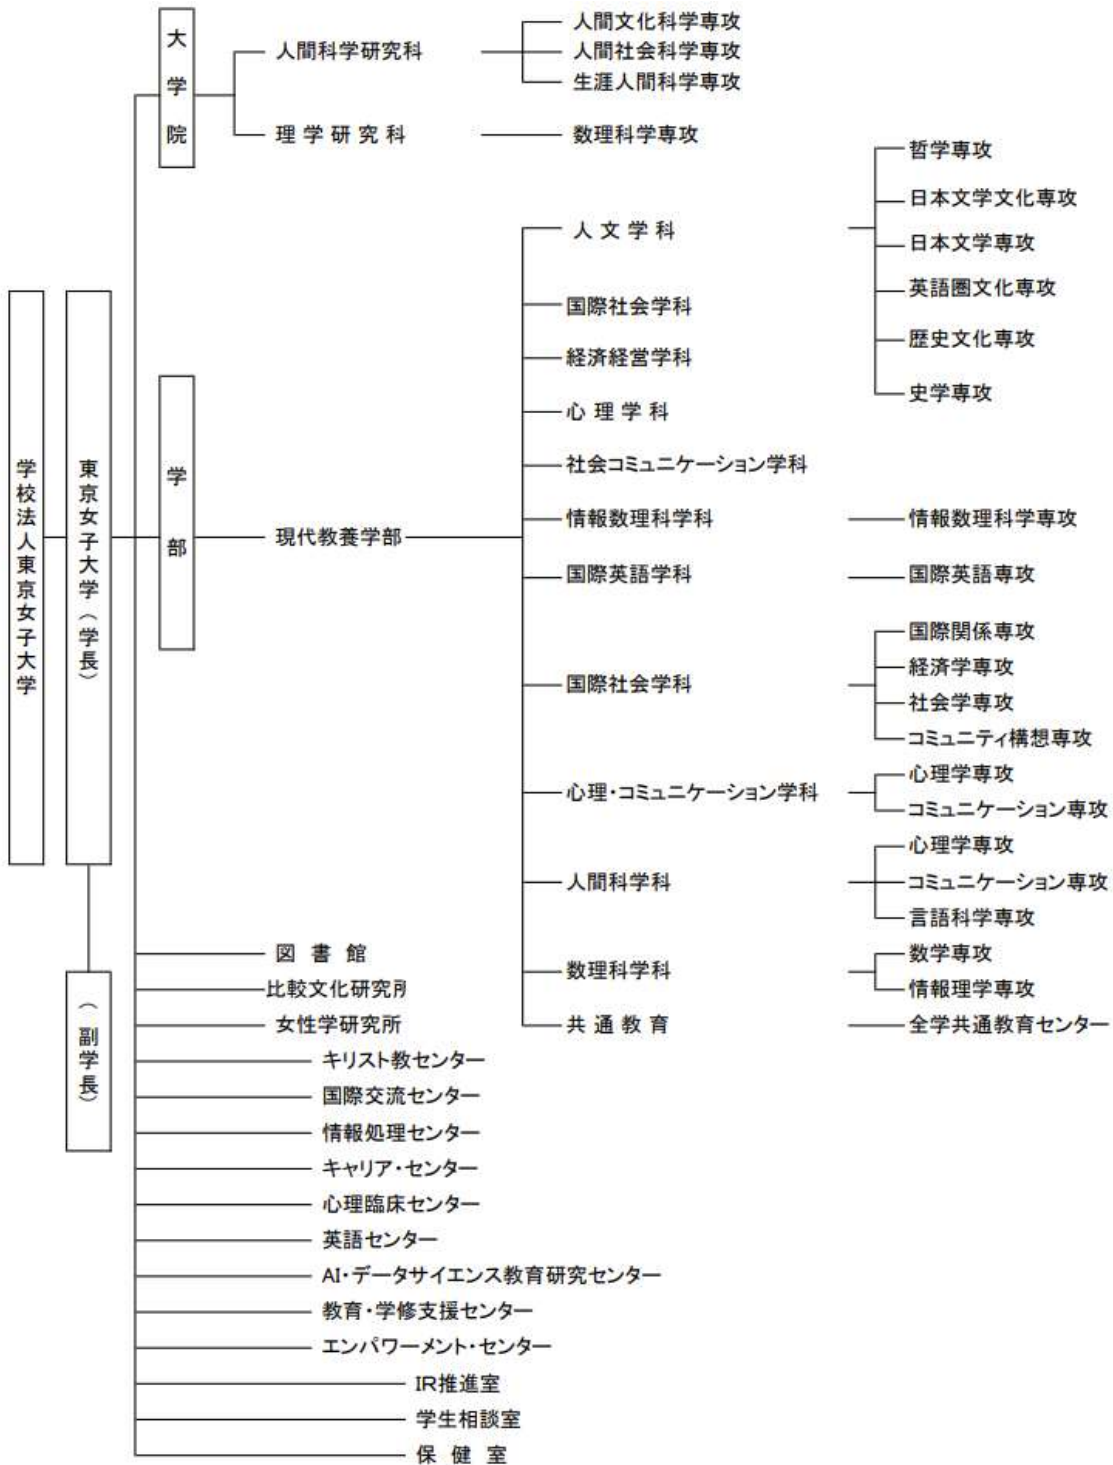 学校法人東京女子大学
東京女子大学(学長)
(副学長)
大学院
人間科学研究科
人間文化科学専攻
人間社会科学専攻
生涯人間科学専攻
理学研究科
数理科学専攻
学部
現代教養学部
人文学科
哲学専攻
日本文学文化専攻
日本文学専攻
英語圏文化専攻
歴史文化専攻
史学専攻
国際社会学科
経済経営学科
心理学科
社会コミュニケーション学科
情報数理科学科
情報数理科学専攻
国際英語学科
国際英語専攻
国際社会学科
国際関係専攻
経済学専攻
社会学専攻
コミュニティ構想専攻
心理・コミュニケーション学科
心理学専攻
コミュニケーション専攻
人間科学科
心理学専攻
コミュニケーション専攻
言語科学専攻
数理科学科
数学専攻
情報理学専攻
共通教育
全学共通教育センター
図書館
比較文化研究所
女性学研究所
キリスト教センター
国際交流センター
情報処理センター
キャリア・センター
心理臨床センター
英語センター
AI・データサイエンス教育研究センター
教育・学修支援センター
エンパワーメント・センター
IR推進室
学生相談室
保健室